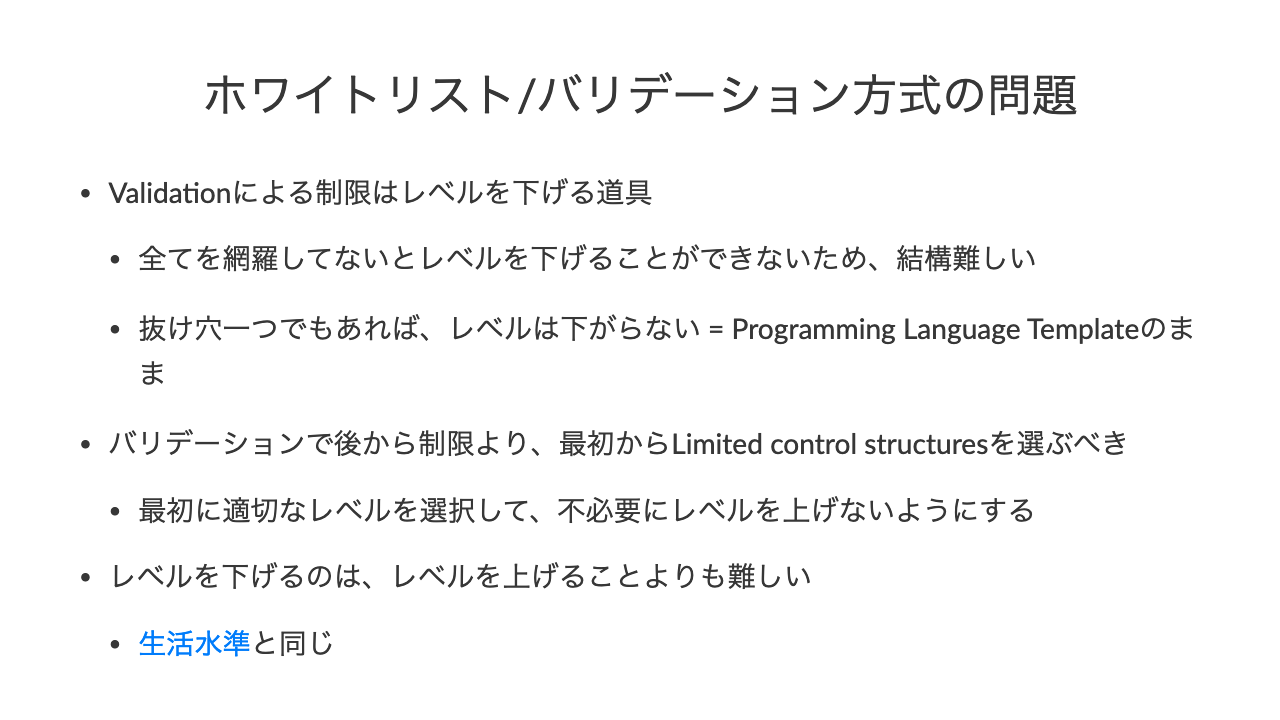 ホワイトリスト/バリデーション方式の問題
• Validationによる制限はレベルを下げる道具
• 全てを網羅してないとレベルを下げることができないため、結構難しい
• 抜け穴一つでもあれば、レベルは下がらない = Programming Language Templateのま
ま
• バリデーションで後から制限より、最初からLimited control structuresを選ぶべき
• 最初に適切なレベルを選択して、不必要にレベルを上げないようにする
• レベルを下げるのは、レベルを上げることよりも難しい
• 生活水準と同じ